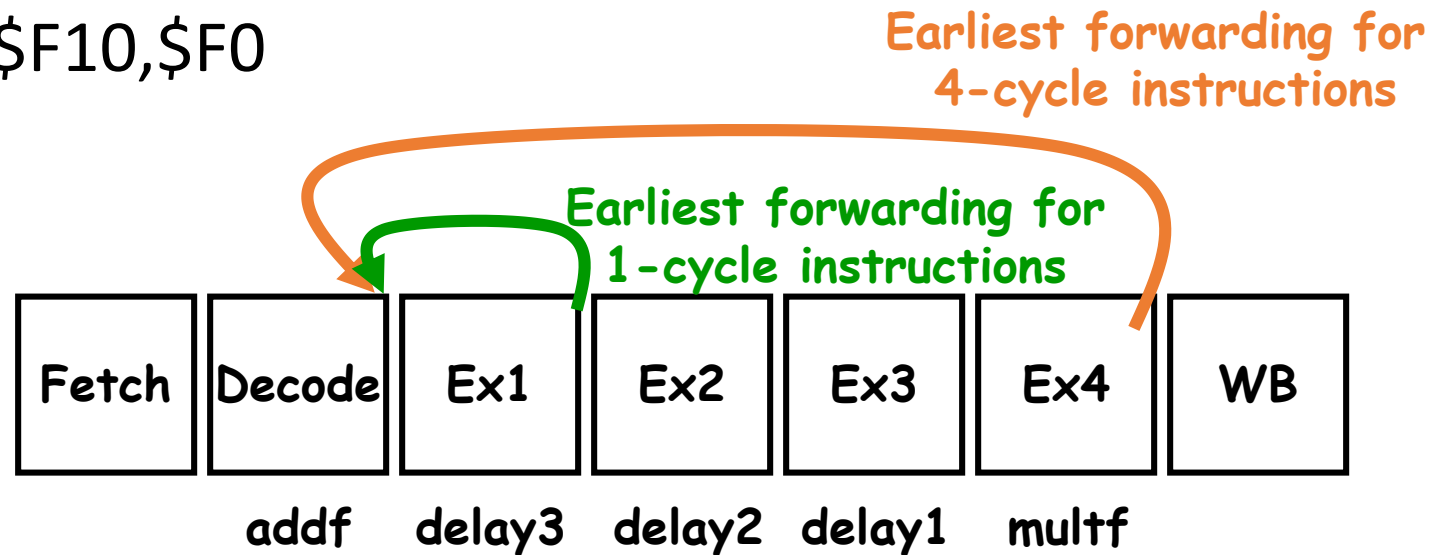 $F10,$F0
Earliest forwarding for
4-cycle instructions
Earliest forwarding for
1-cycle instructions
Fetch Decode Ex1 Ex2 Ex3 Ex4 WB
addf delay3 delay2 delay1 multf